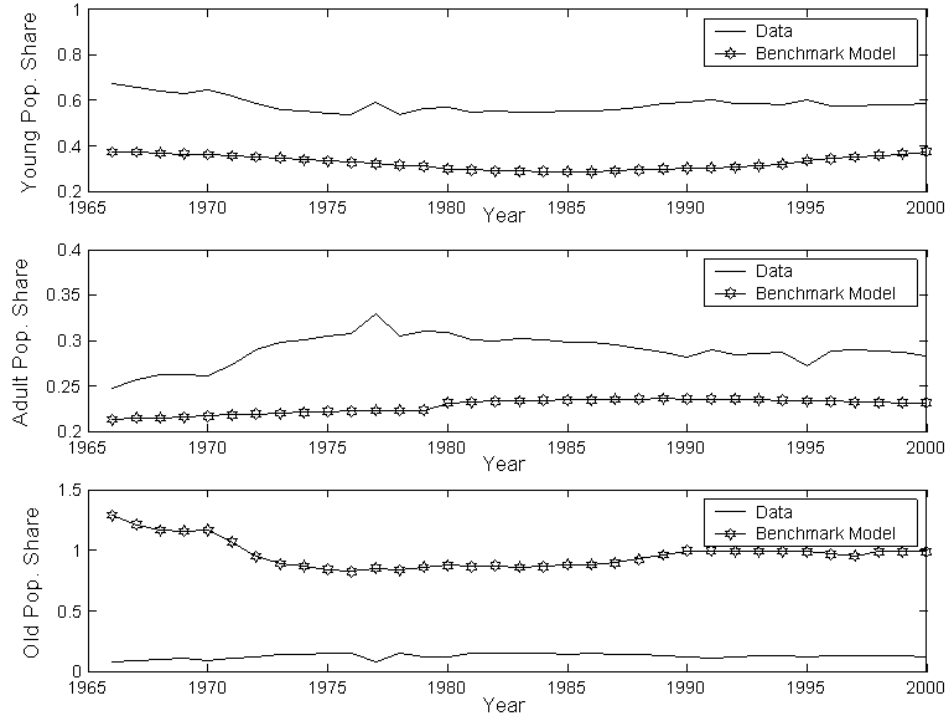 1
0.8
0.6
0.4
0.2
Young Pop. Share
Data
Benchmark Model
1965 1970 1975 1980 1985 1990 1995 2000
Year
0.4
0.35
0.3
0.25
0.2
Adult Pop. Share
Data
Benchmark Model
1965 1970 1975 1980 1985 1990 1995 2000
Year
1.5
1
0.5
0
Old Pop. Share
Data
Benchmark Model
1965 1970 1975 1980 1985 1990 1995 2000
Year